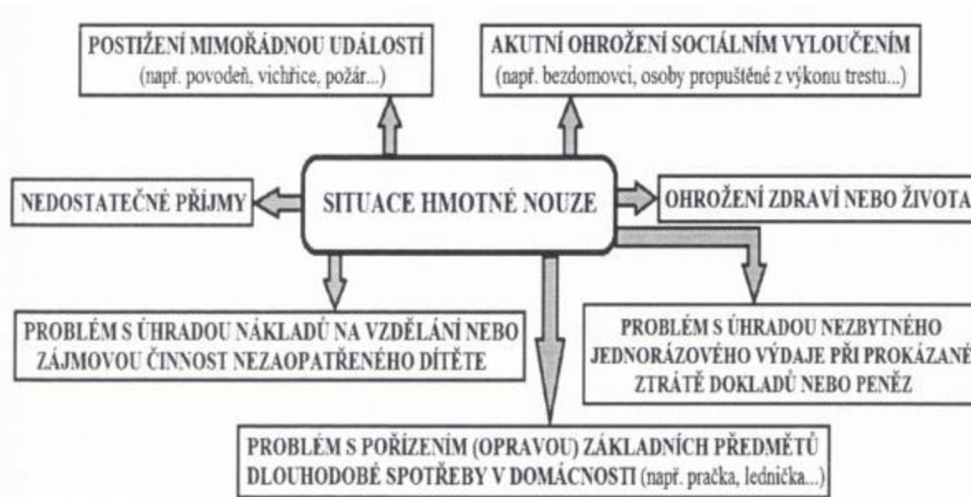 POSTIŽENÍ MIMOŘÁDNOU UDÁLOSTÍ
(např. povodeň, vichřice, požár...)
AKUTNÍ OHROŽENÍ SOCIÁLNÍM VYLOUČENÍM
(např. bezdomovci, osoby propuštěné z výkonu trestu...)
NEDOSTATEČNÉ PŘÍJMY
SITUACE HMOTNÉ NOUZE
OHROŽENÍ ZDRAVÍ NEBO ŽIVOTA
PROBLÉM S ÚHRADOU NÁKLADŮ NA VZDĚLÁNÍ NEBO
ZÁJMOVOU ČINNOST NEZAOPATŘENÉHO DÍTĚTE
PROBLÉM S ÚHRADOU NEZBYTNÉHO
JEDNORÁZOVÉHO VÝDAJE PŘI PROKÁZANÉ
ZTRÁTĚ DOKLADŮ NEBO PENĚZ
PROBLÉM S POŘÍZENÍM (OPRAVOU) ZÁKLADNÍCH PŘEDMĚTŮ
DLOUHODOBÉ SPOTŘEBY V DOMÁCNOSTI (např. pračka, lednička...)